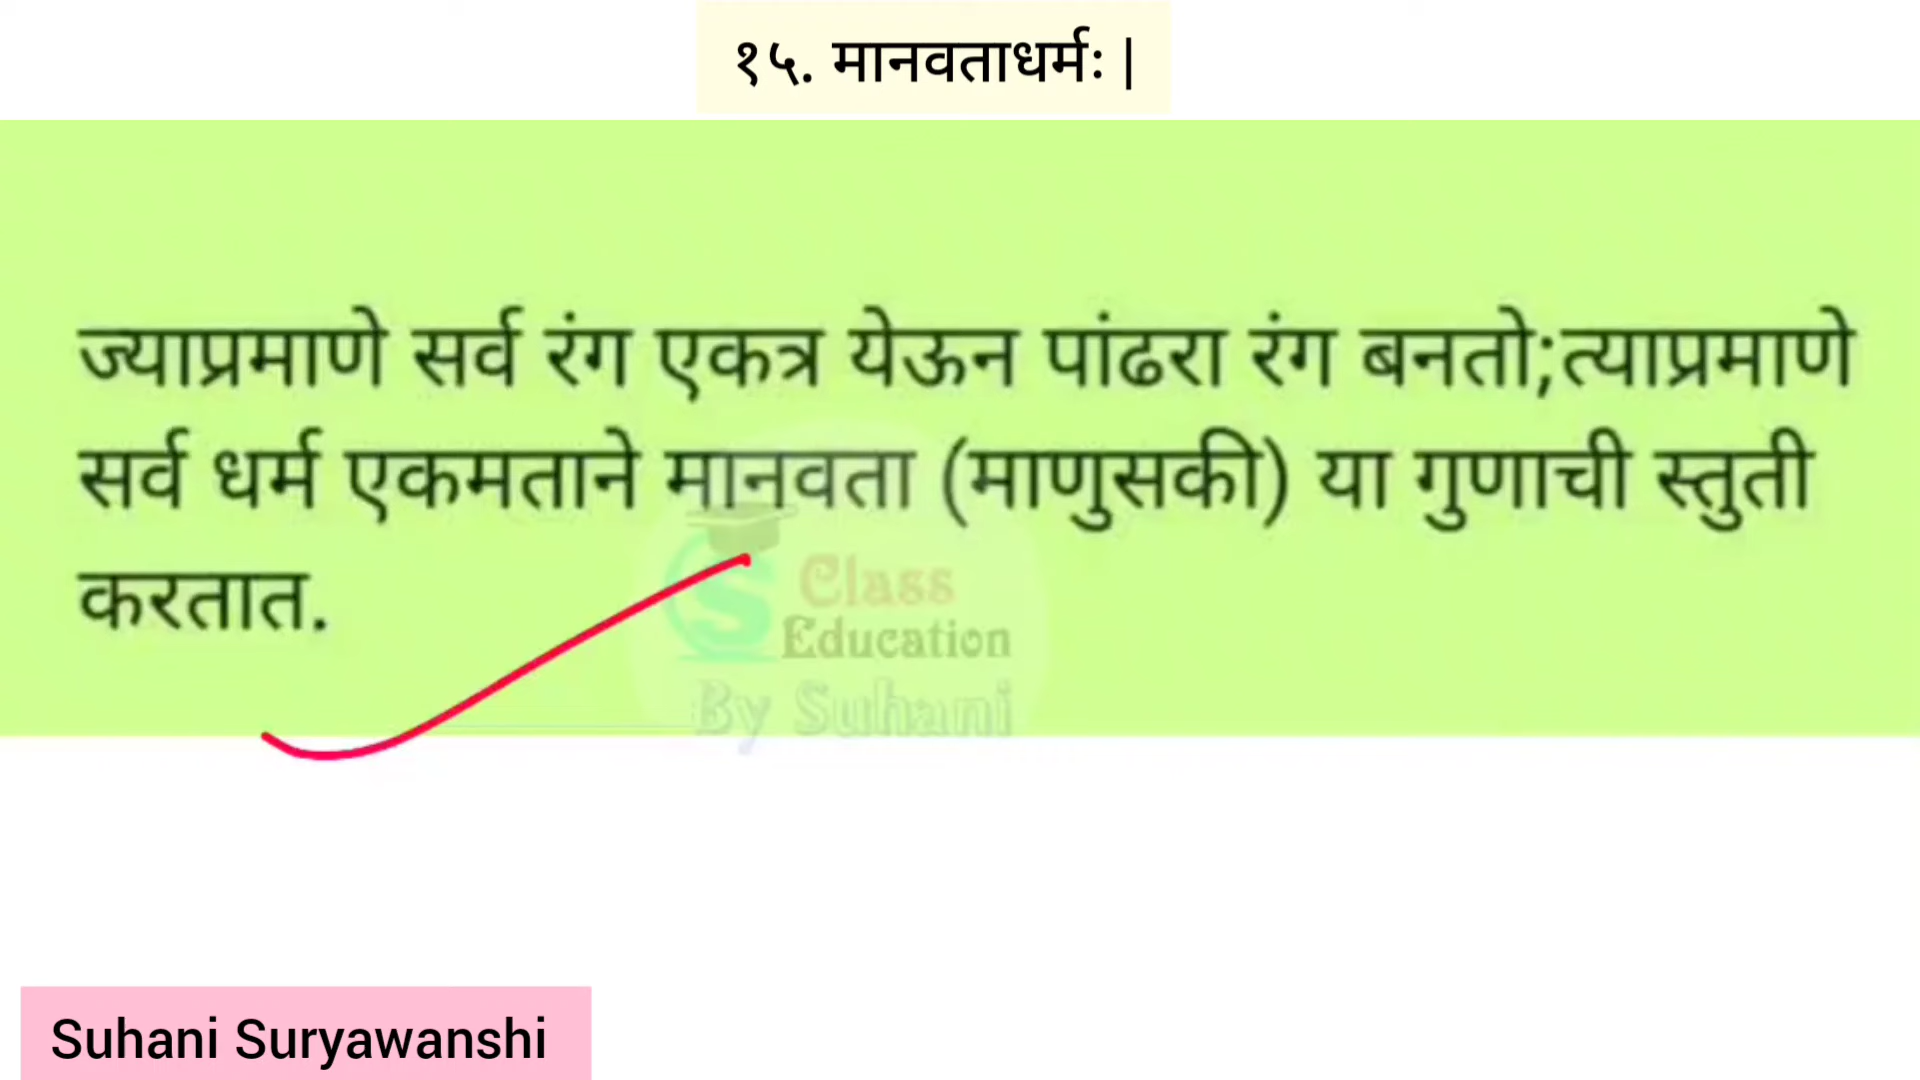 १५. मानवताधर्मः |
ज्याप्रमाणे सर्व रंग एकत्र येऊन पांढरा रंग बनतो;त्याप्रमाणे
सर्व धर्म एकमताने मानवता (माणुसकी) या गुणाची स्तुती
करतात.
Class
Education
By Suhani
Suhani Suryawanshi